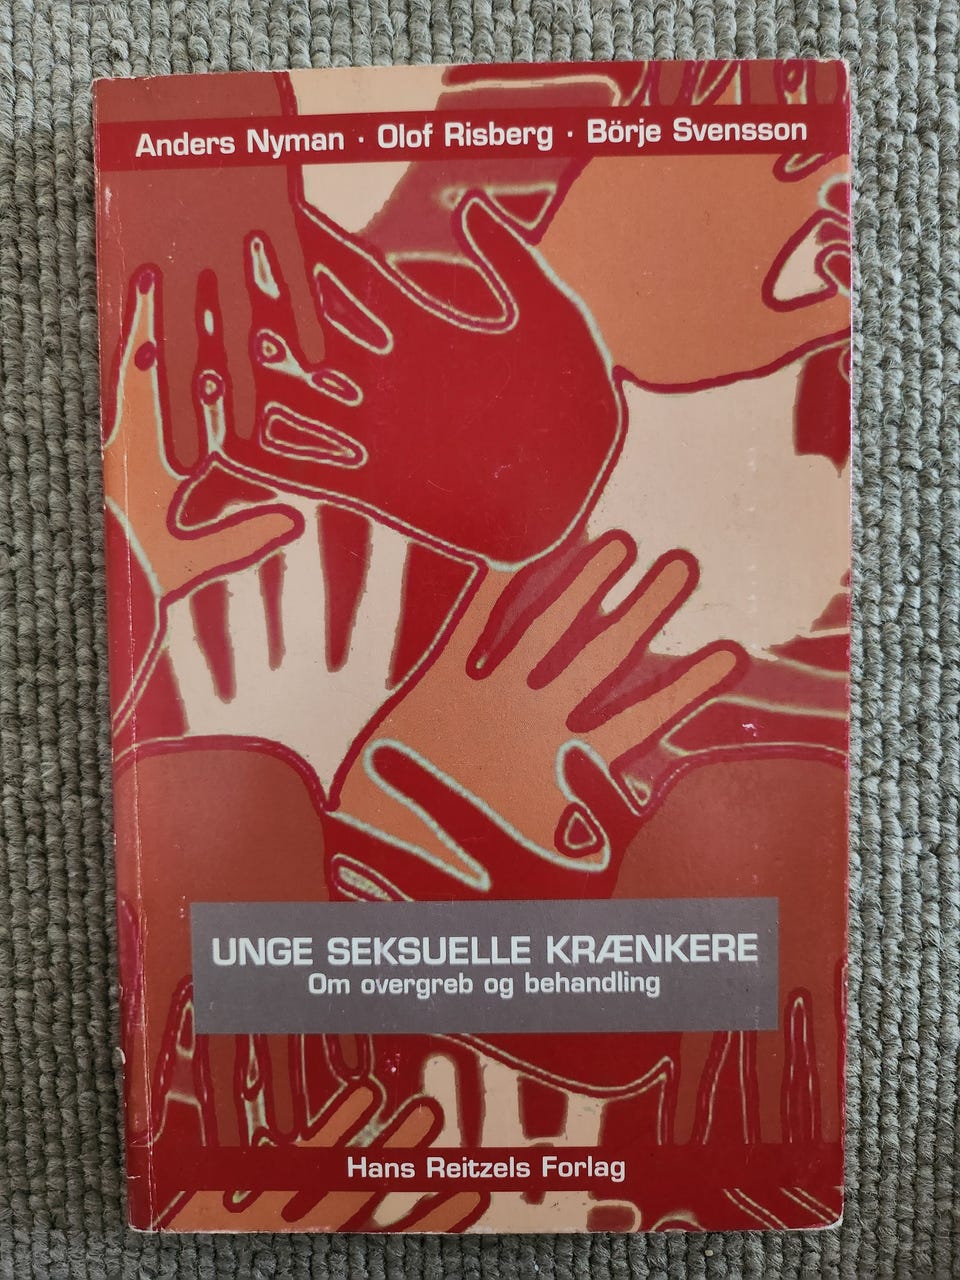 Anders Nyman · Olof Risberg · Börje Svensson
UNGE SEKSUELLE KRÆNKERE
Om overgreb og behandling
Hans Reitzels Forlag